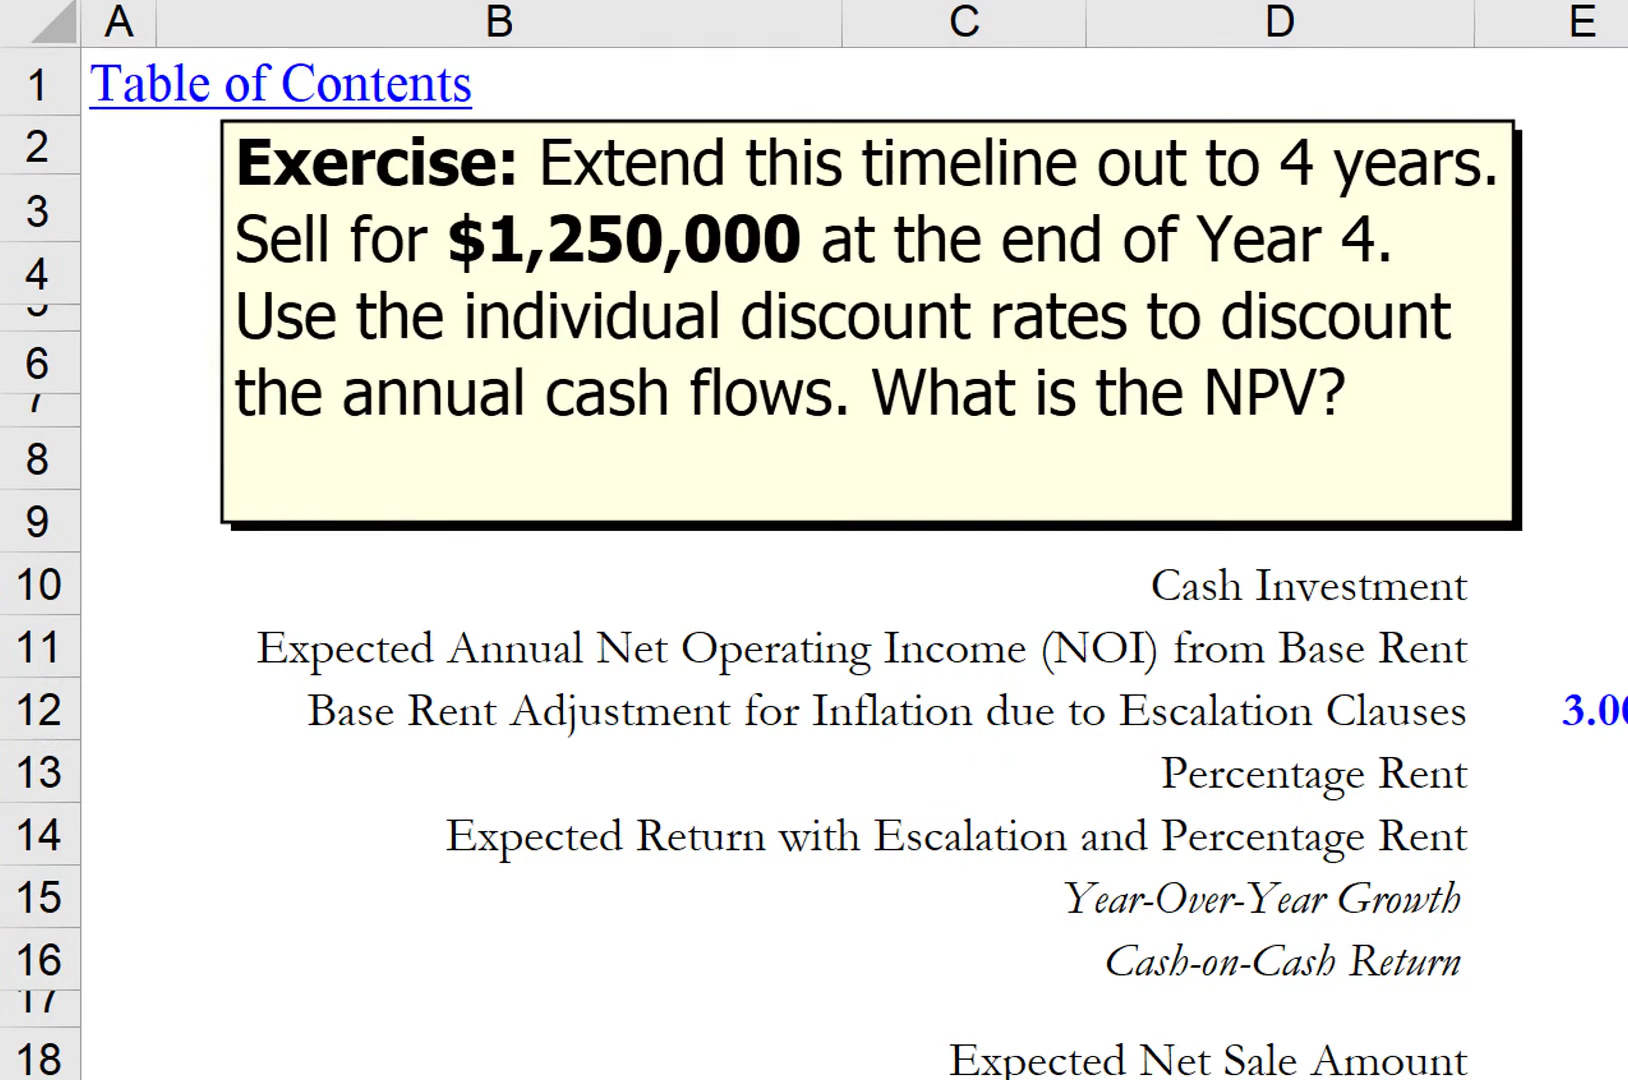 A B C D E
1 Table of Contents
2 Exercise: Extend this timeline out to 4 years.
3 Sell for $1,250,000 at the end of Year 4.
4
Use the individual discount rates to discount
6 the annual cash flows. What is the NPV?
8
9
10 Cash Investment
11 Expected Annual Net Operating Income (NOI) from Base Rent
12 Base Rent Adjustment for Inflation due to Escalation Clauses
13 Percentage Rent
14 Expected Return with Escalation and Percentage Rent
15 Year-Over-Year Growth
16 Cash-on-Cash Return
17
18 Expected Net Sale Amount